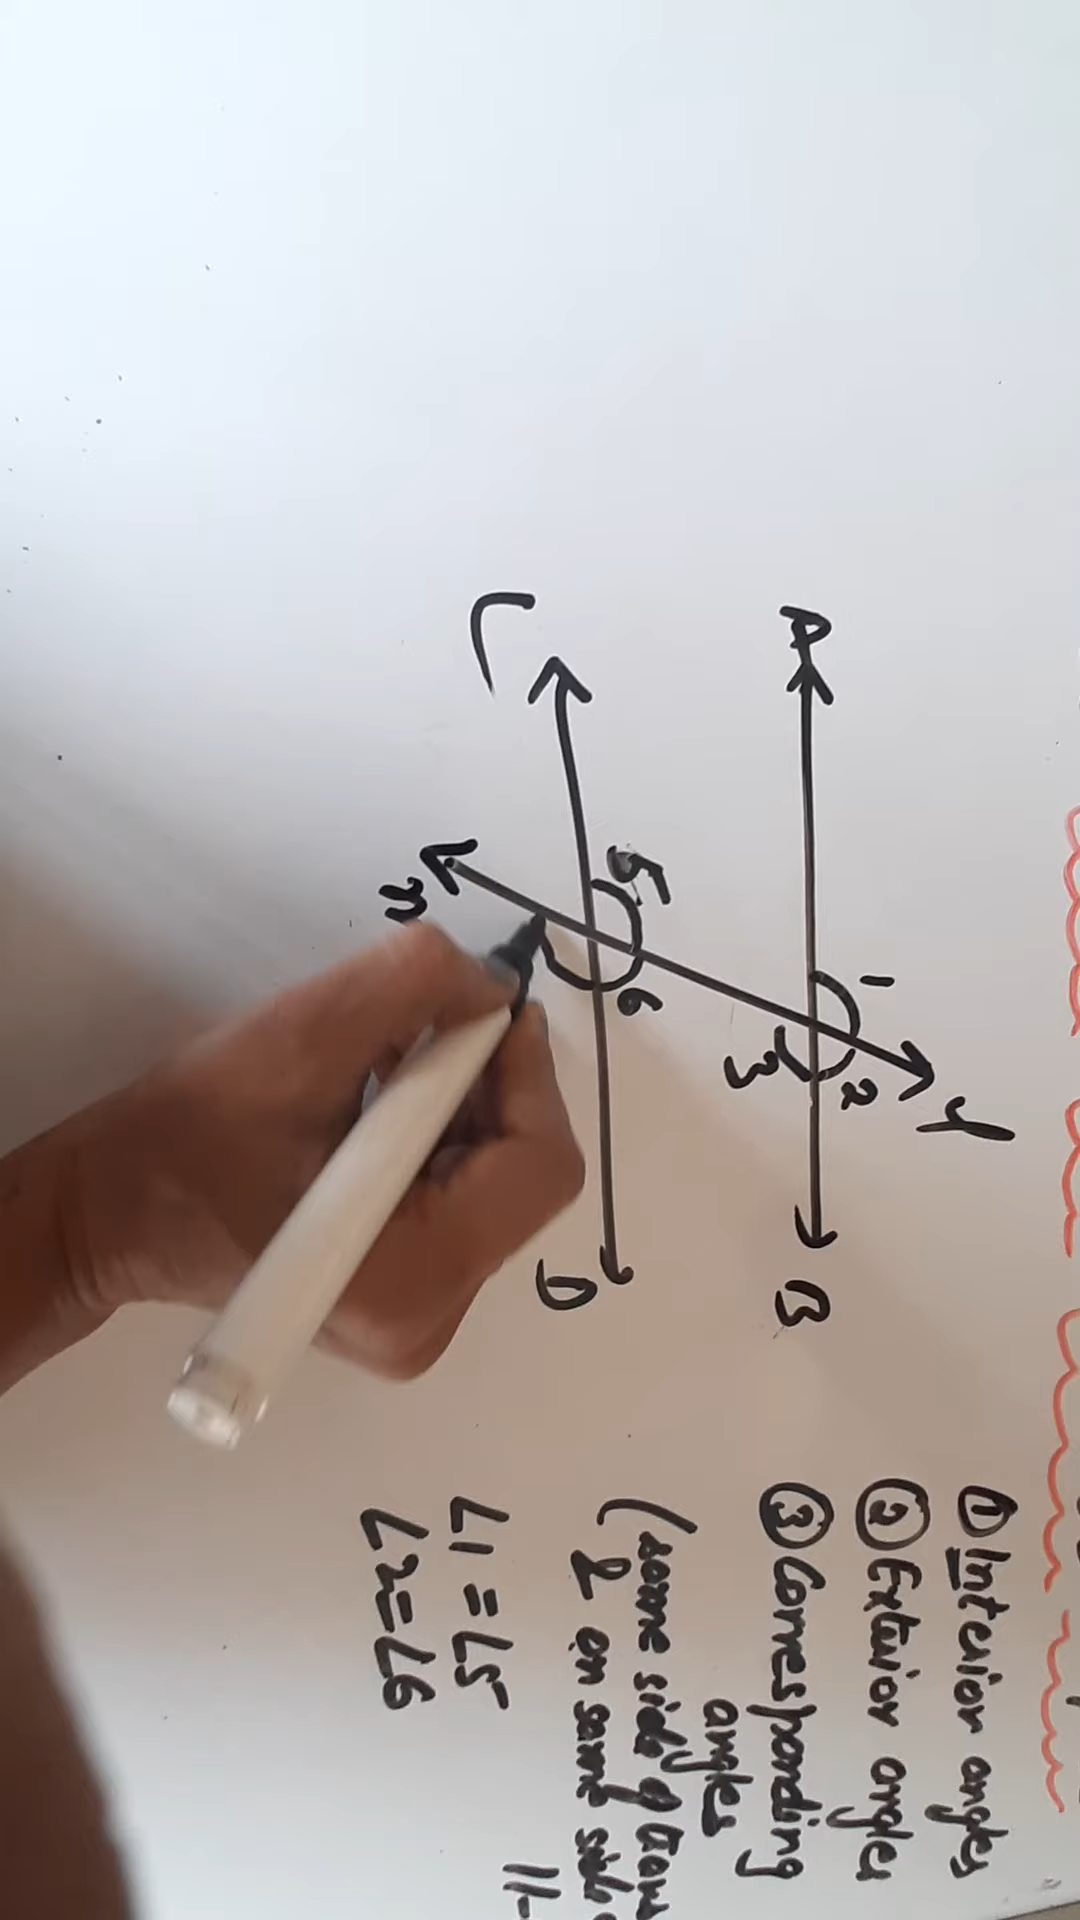 A
B
C
D
y
n
1
2
3
5
6
① Interior angles
② Exterior angles
③ Corresponding
angles
(same side of trans
& on same side
11-
∠1 = ∠5
∠2 = ∠6